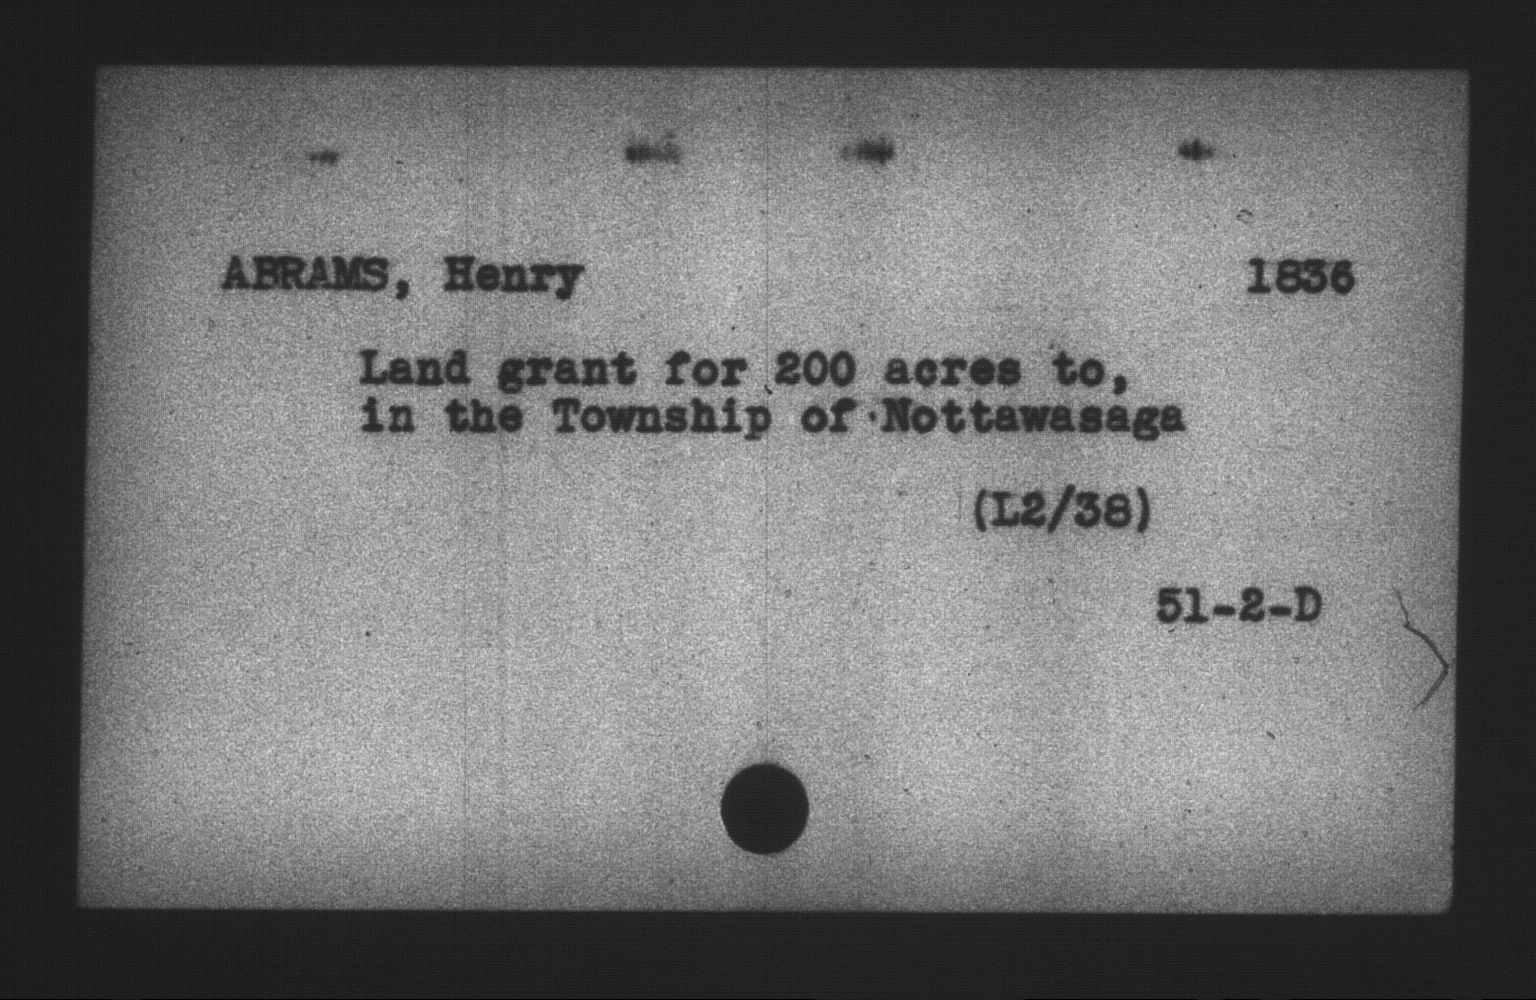 ABRAMS, Henry 1836
Land grant for 200 acres to,
in the Township of Nottawasaga
(L2/38)
51-2-D